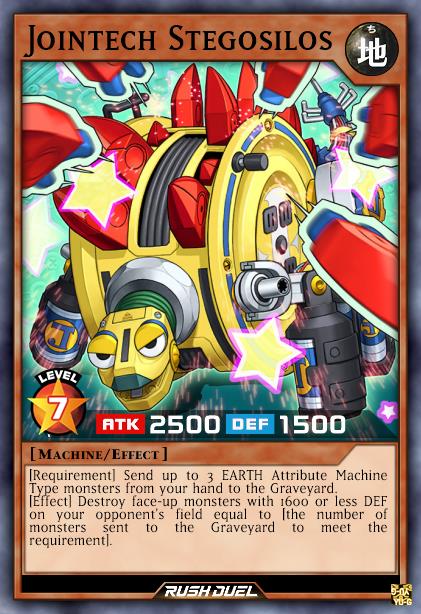 Jointech Stegosilos
ち
地
LEVEL
7
ATK 2500 DEF 1500
[Machine/Effect]
[Requirement] Send up to 3 EARTH Attribute Machine
Type monsters from your hand to the Graveyard.
[Effect] Destroy face-up monsters with 1600 or less DEF
on your opponent's field equal to [the number of
monsters sent to the Graveyard to meet the
requirement].
RUSH DUEL